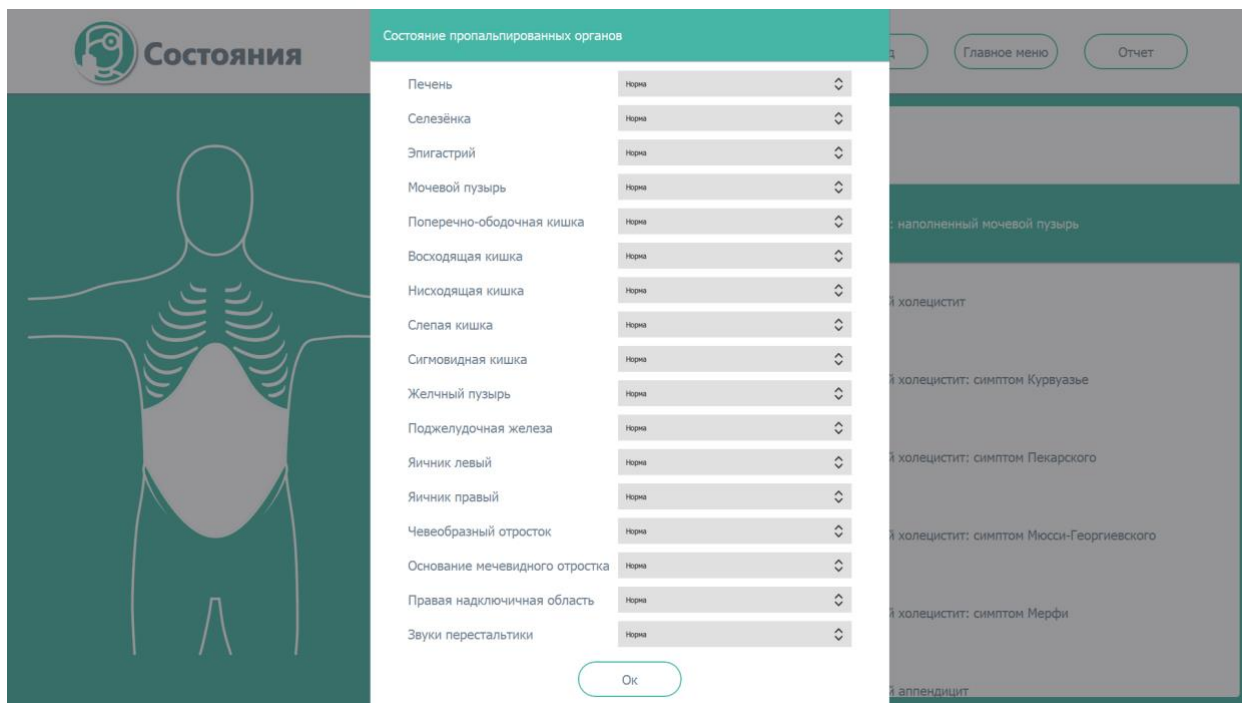 Состояния
Состояние пропальпированных органов
Главное меню
Отчет
Печень Норма
Селезёнка Норма
Эпигастрий Норма
Мочевой пузырь Норма
Поперечно-ободочная кишка Норма
Восходящая кишка Норма
Нисходящая кишка Норма
Слепая кишка Норма
Сигмовидная кишка Норма
Желчный пузырь Норма
Поджелудочная железа Норма
Яичник левый Норма
Яичник правый Норма
Чевеобразный отросток Норма
Основание мечевидного отростка Норма
Правая надключичная область Норма
Звуки перестальтики Норма
Ок
: наполненный мочевой пузырь
й холецистит
й холецистит: симптом Курвуазье
й холецистит: симптом Пекарского
й холецистит: симптом Мюсси-Георгиевского
й холецистит: симптом Мерфи
й аппендицит